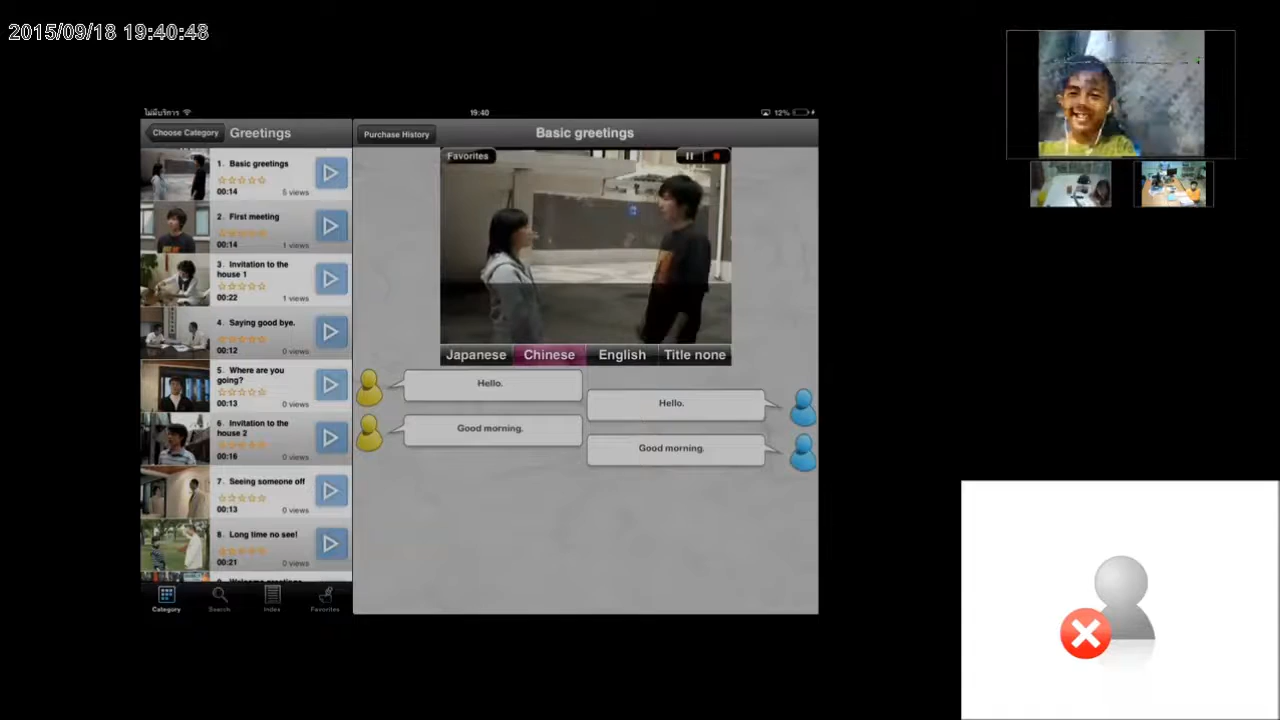 2015/09/18 19:40:48
ไม่มีบริการ
19:40
12%
Choose Category
Greetings
Purchase History
Basic greetings
1. Basic greetings
00:14
5 views
2. First meeting
00:14
1 views
3. Invitation to the
house 1
00:22
1 views
4. Saying good bye.
00:12
0 views
5. Where are you
going?
00:13
0 views
6. Invitation to the
house 2
00:16
0 views
7. Seeing someone off
00:13
0 views
8. Long time no see!
00:21
0 views
Category
Search
Index
Favorites
Favorites
Japanese
Chinese
English
Title none
Hello.
Hello.
Good morning.
Good morning.